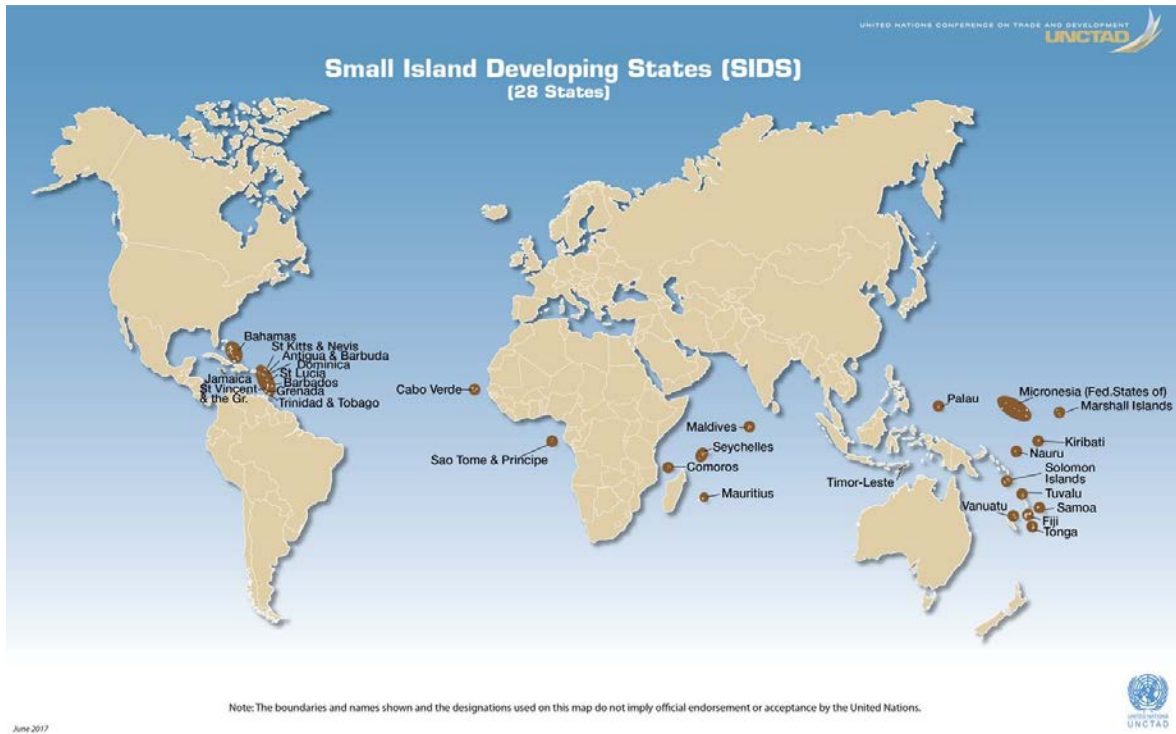 UNITED NATIONS CONFERENCE ON TRADE AND DEVELOPMENT
UNCTAD
Small Island Developing States (SIDS)
(28 States)
Bahamas
St Kitts & Nevis
Antigua & Barbuda
Dominica
St Lucia
Jamaica
Barbados
St Vincent
& the Gr.
Grenada
Trinidad & Tobago
Cabo Verde
Sao Tome & Principe
Maldives
Seychelles
Comoros
Mauritius
Timor-Leste
Palau
Micronesia (Fed.States of)
Marshall Islands
Kiribati
Nauru
Solomon
Islands
Tuvalu
Samoa
Vanuatu
Fiji
Tonga
Note: The boundaries and names shown and the designations used on this map do not imply official endorsement or acceptance by the United Nations.
UNITED NATIONS
UNCTAD
June 2017